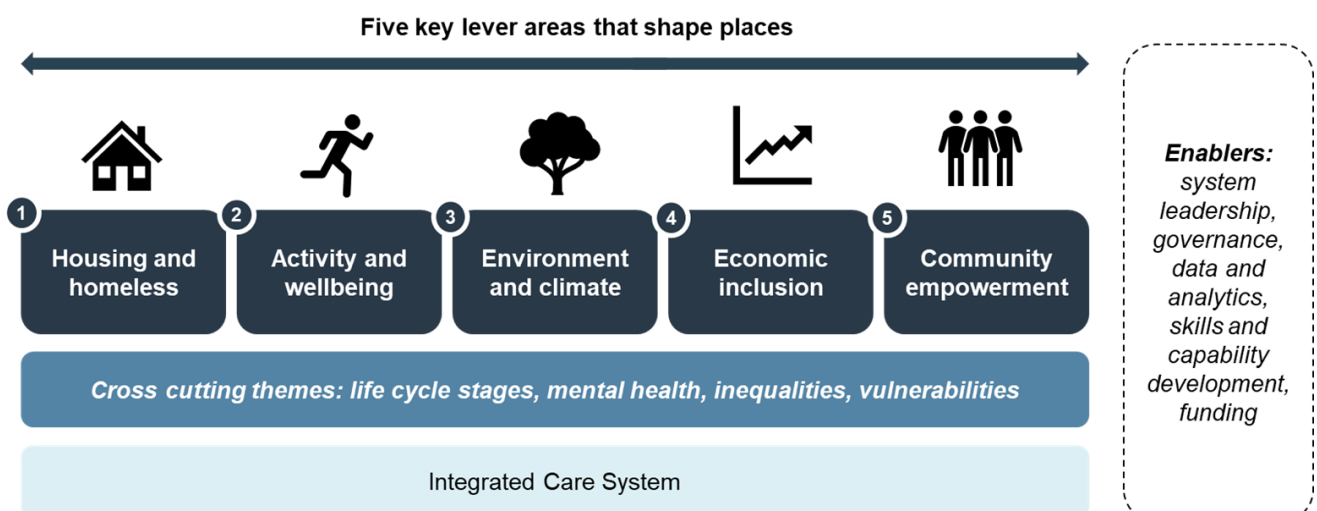 Five key lever areas that shape places
1
2
3
4
5
Housing and
homeless
Activity and
wellbeing
Environment
and climate
Economic
inclusion
Community
empowerment
Cross cutting themes: life cycle stages, mental health, inequalities, vulnerabilities
Integrated Care System
Enablers:
system
leadership,
governance,
data and
analytics,
skills and
capability
development,
funding